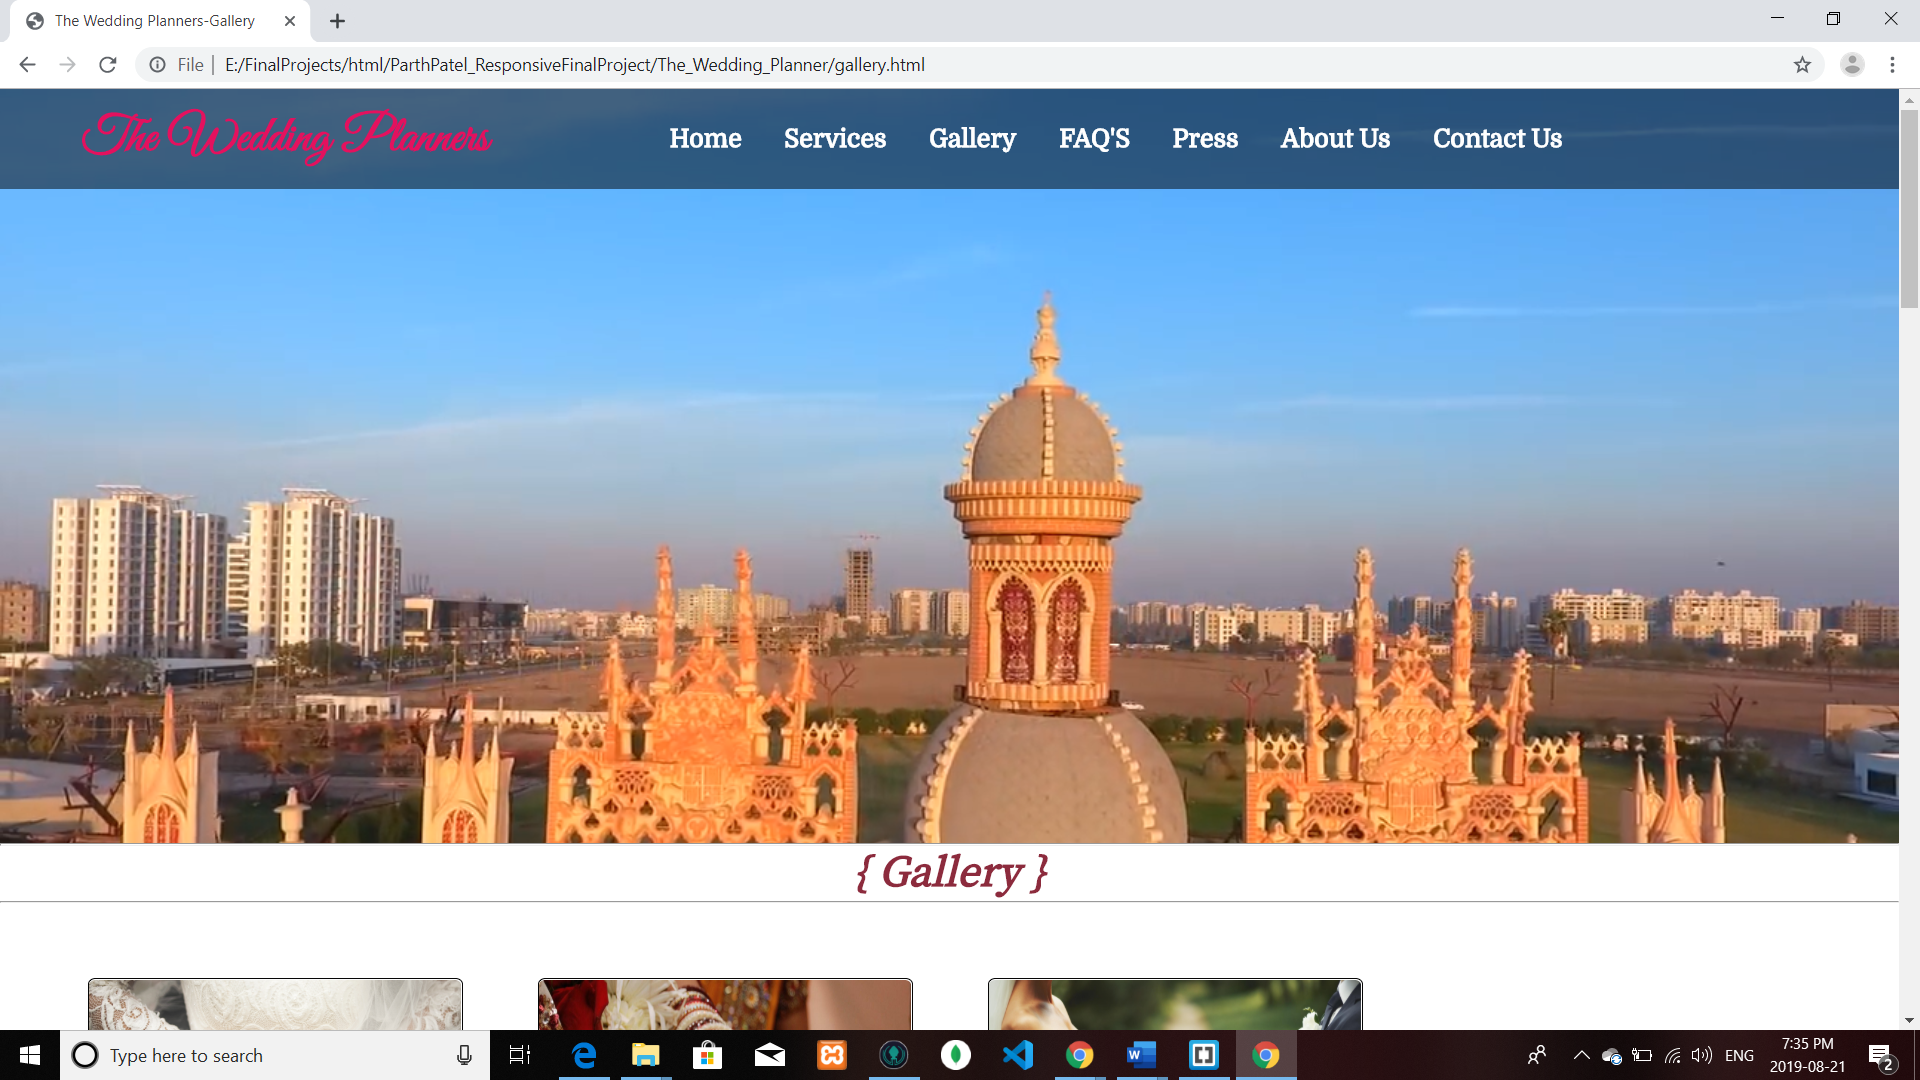 The Wedding Planners-Gallery
File | E:/FinalProjects/html/ParthPatel_ResponsiveFinalProject/The_Wedding_Planner/gallery.html
The Wedding Planners Home Services Gallery FAQ'S Press About Us Contact Us
{ Gallery }
Type here to search
ENG
7:35 PM
2019-08-21
2